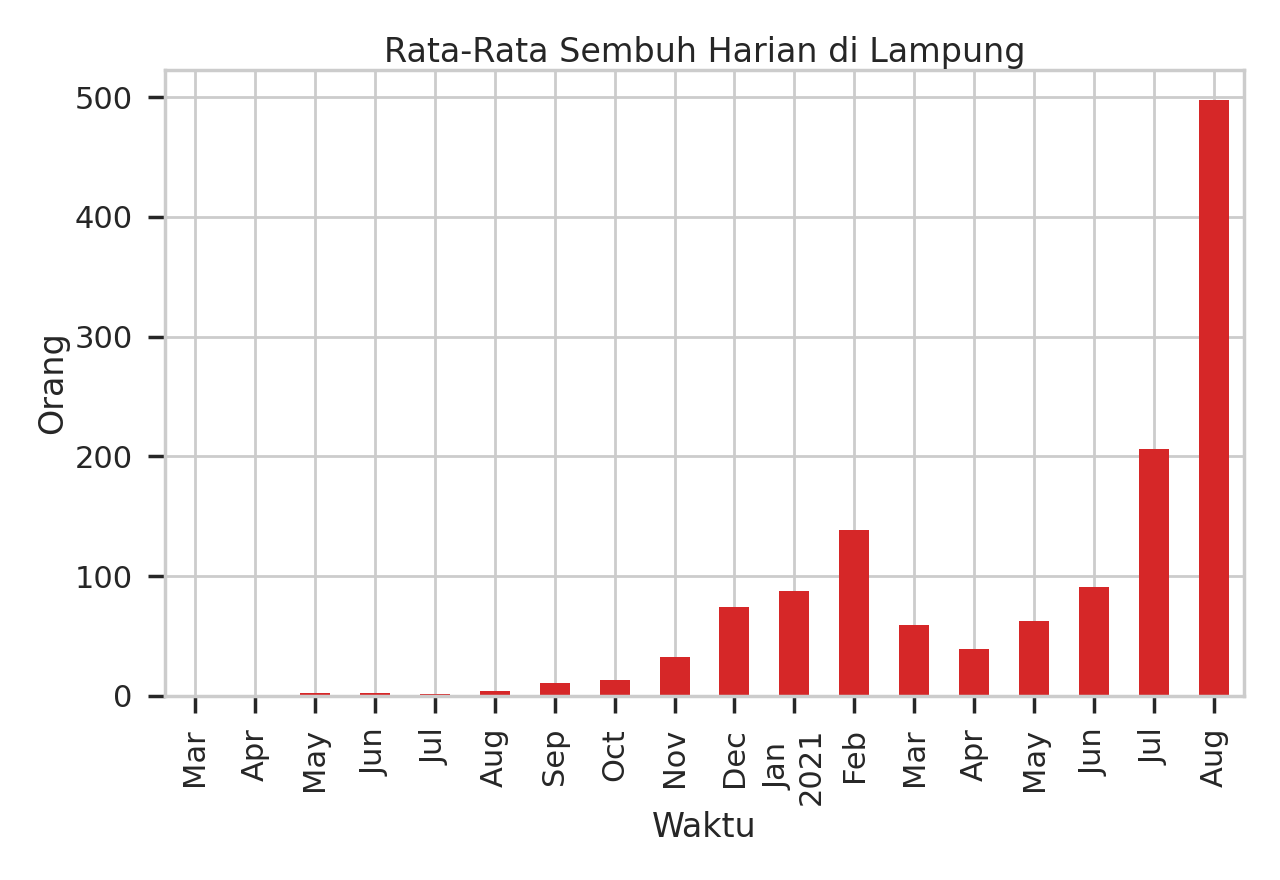 Rata-Rata Sembuh Harian di Lampung
500
400
300
200
100
0
Orang
Mar
Apr
May
Jun
Jul
Aug
Sep
Oct
Nov
Dec
Jan
2021
Feb
Mar
Apr
May
Jun
Jul
Aug
Waktu